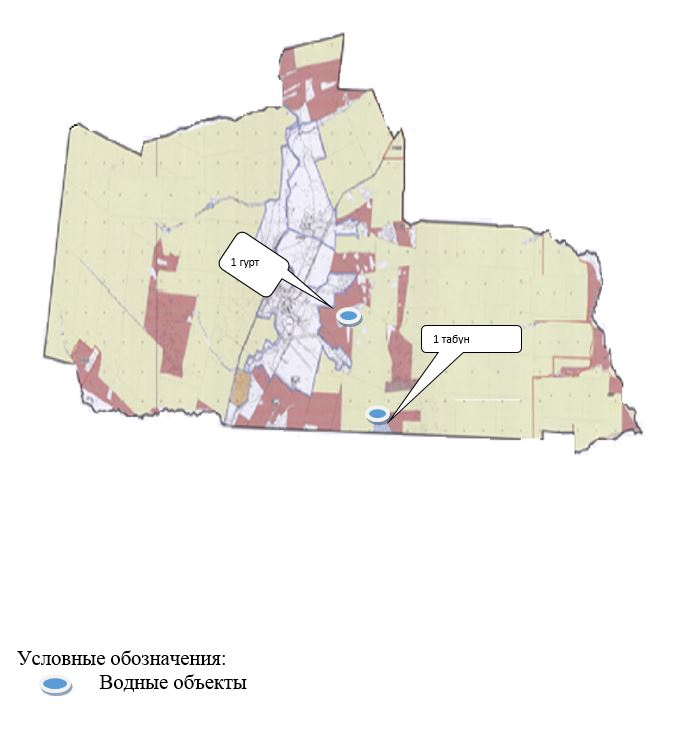 1 гурт
1 табун
Условные обозначения:
Водные объекты